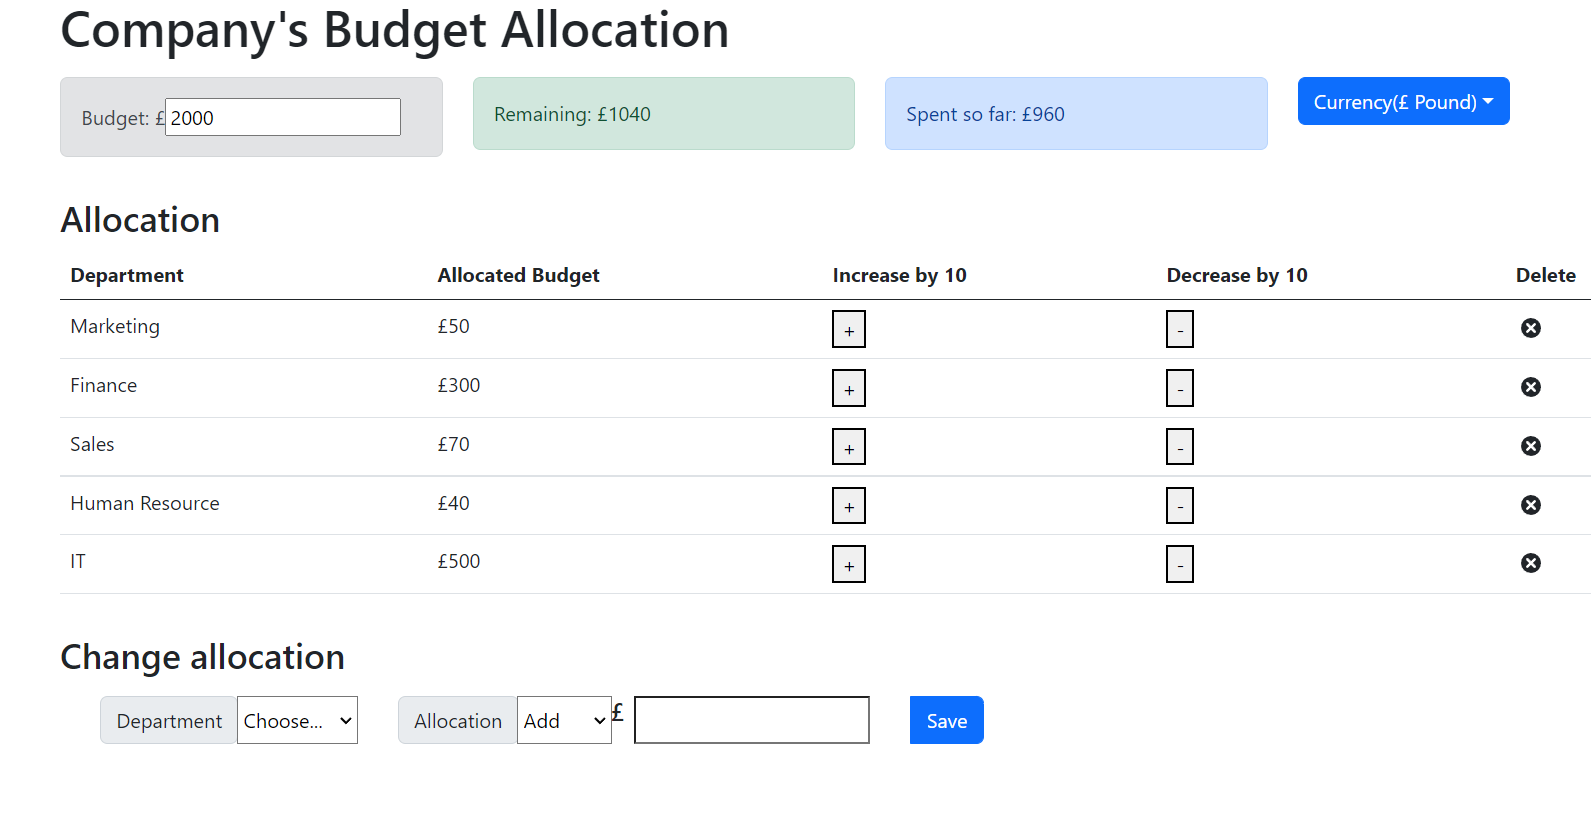 Company's Budget Allocation
Budget: £ 2000 Remaining: £1040 Spent so far: £960 Currency(£ Pound)
Allocation
Department Allocated Budget Increase by 10 Decrease by 10 Delete
Marketing £50 + -
Finance £300 + -
Sales £70 + -
Human Resource £40 + -
IT £500 + -
Change allocation
Department Choose... Allocation Add £ Save